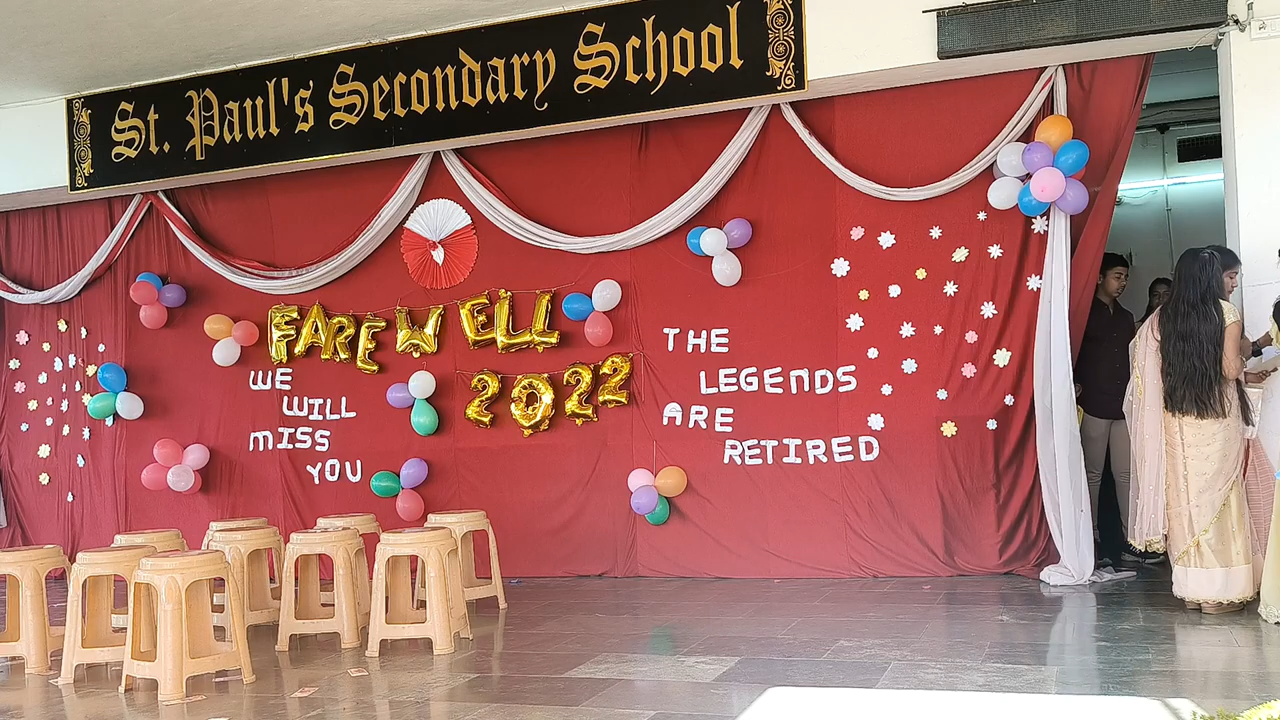 St. Paul's Secondary School
FAREWELL
2022
WE
WILL
MISS
YOU
THE
LEGENDS
ARE
RETIRED